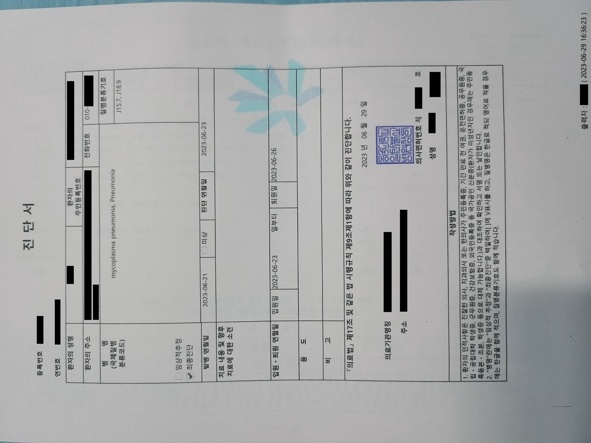 진 단 서
등록번호
연번호
환자의 성명 환자의 주민등록번호
환자의 주소 전화번호 010-
병 명 (국제질병 분류코드) 질병분류기호
□ 임상적추정
✔ 최종진단
mycoplasma pneumonia, Pneumonia J15.7, J18.9
발병 연월일 2023-06-21 □ 미상 진단 연월일 2023-06-23
치료 내용 및 향후 치료에 대한 소견
입원·퇴원 연월일 입원일 2023-06-23 일부터 퇴원일 2023-06-26
용 도
비 고
「의료법」 제17조 및 같은 법 시행규칙 제9조제1항에 따라 위와 같이 진단합니다.
2023 년 06 월 29 일
의료기관명칭
주소
의사면허번호 제 호
성명
작성방법
출력자 : ( 2023-06-29 16:36:23 )